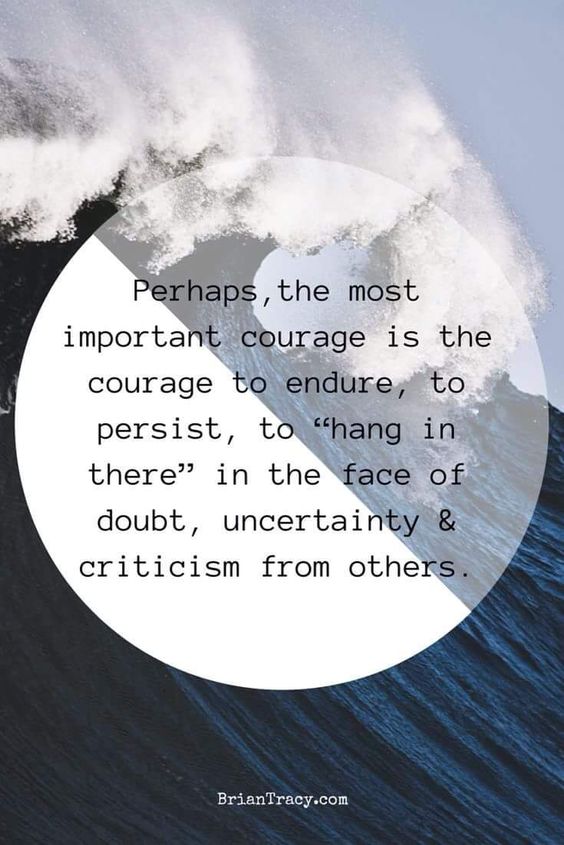 Perhaps,the most
important courage is the
courage to endure, to
persist, to “hang in
there” in the face of
doubt, uncertainty &
criticism from others.
BrianTracy.com